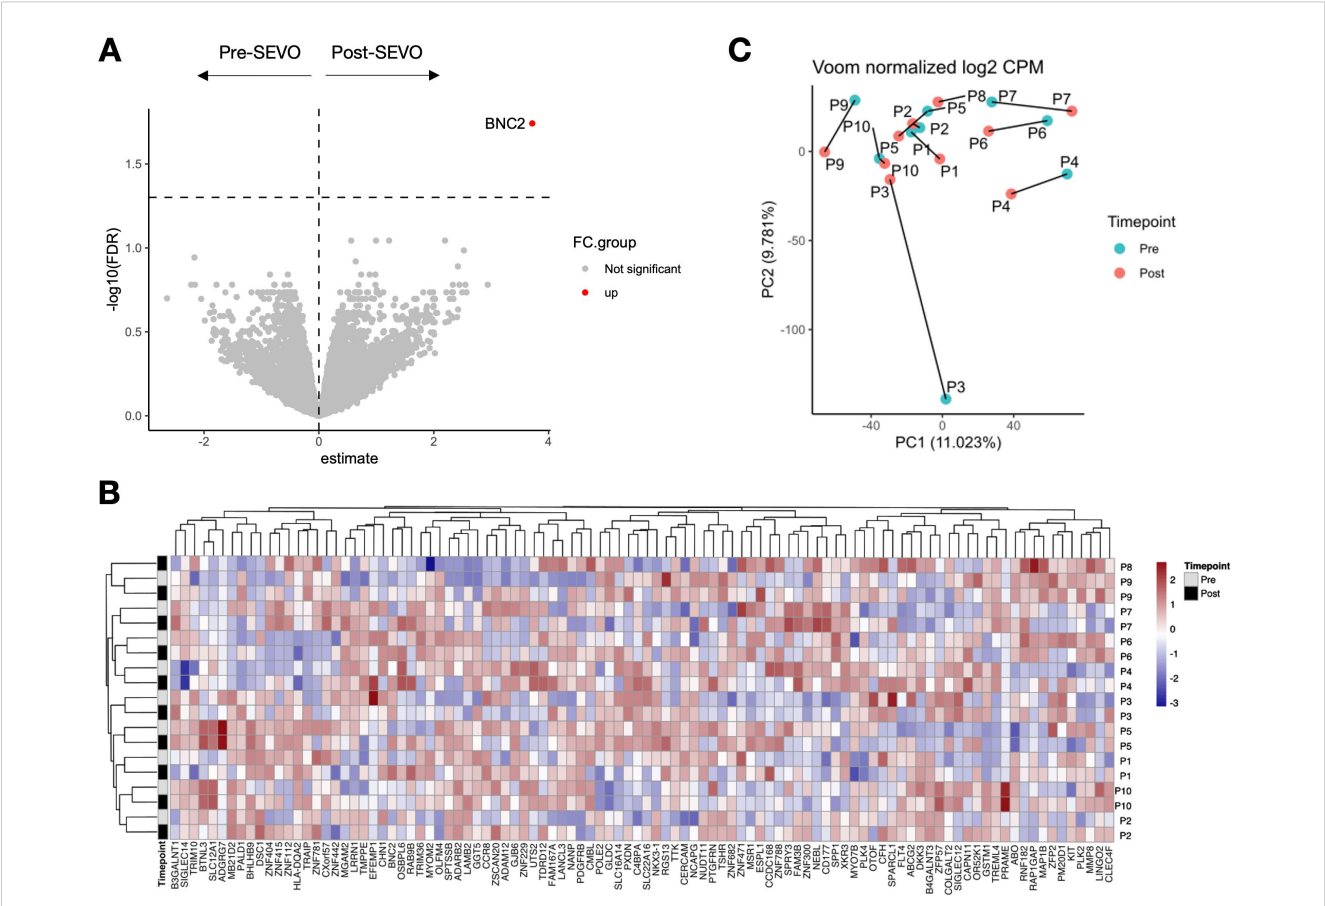 A
Pre-SEVO Post-SEVO
BNC2
1.5
1.0
0.5
0.0
-log10(FDR)
-2 0 2 4
estimate
FC.group
Not significant
up
C
Voom normalized log2 CPM
P9 P8 P7 P7
P10 P2 P5
P2 P6
P5 P1 P6
P9 P10 P1 P4
P3 P4
P3
0
-50
-100
PC2 (9.781%)
-40 0 40
PC1 (11.023%)
Timepoint
Pre
Post
B
P8
P9
P9
P7
P7
P6
P6
P4
P4
P3
P3
P5
P5
P1
P1
P10
P10
P2
P2
2
1
0
-1
-2
-3
Timepoint
Pre
Post
Timepoint
B3GALNT1
SIGLEC14
TRIM10
BTNL3
SLC12A1
ADGRG7
MB21D2
PALD1
BHLHB9
DSC1
ZNF404
ZNF415
ZNF112
HLA-DQA2
TRAIP
ZNF781
CXorf57
ZNF442
MGAM2
LRRN1
TMPPE
EFEMP1
CHN1
BNC2
OSBPL6
RAB9B
TRIM36
MYOM2
OLFM4
SPTSSB
ADARB2
LAMB2
GGT5
CCR8
ZSCAN20
ADAM12
GJB6
ZNF229
UTS2
TDRD12
FAM167A
LANCL3
NANP
PDGFRB
CMBL
POLE2
GLDC
SLC16A14
PXDN
C4BPA
SLC22A16
NKX3-1
RGS13
TTK
CERCAM
NCAPG
NUDT11
PTGFRN
TSHR
ZNF682
ZNF471
MSR1
ESPL1
CCDC168
ZNF788
SPRY3
FAM83D
ZNF300
NEBL
CD177
SPP1
XKR3
MYO7B
PLK4
OTOF
CFH
SPARCL1
FLT4
ABCG2
DKK3
B4GALNT3
ZFP57
COLGALT2
SIGLEC12
CAPN11
OR52K1
GSTM1
TREML4
PRAME
ABO
RNF182
RAP1GAP
MAP1B
ZFP2
PM20D1
KIT
PLK2
MMP8
LINGO2
CLEC4F